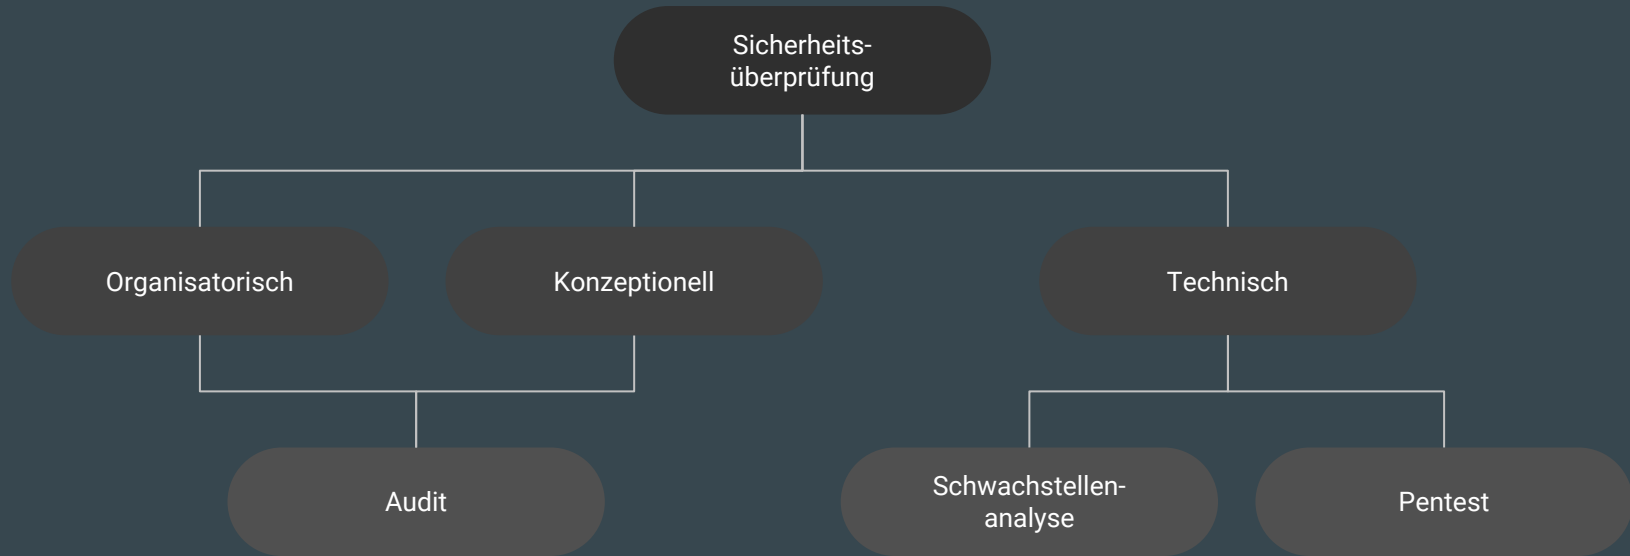 Sicherheits-
überprüfung
Organisatorisch
Konzeptionell
Technisch
Audit
Schwachstellen-
analyse
Pentest